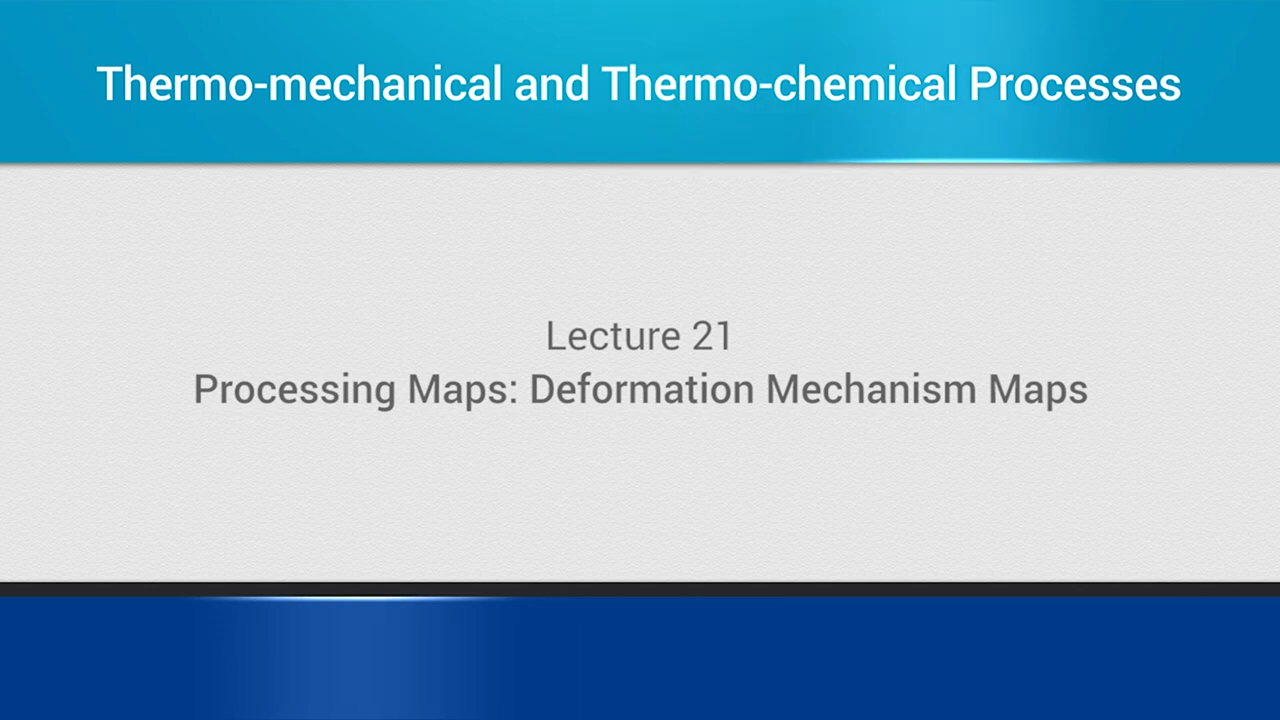 Thermo-mechanical and Thermo-chemical Processes
Lecture 21
Processing Maps: Deformation Mechanism Maps